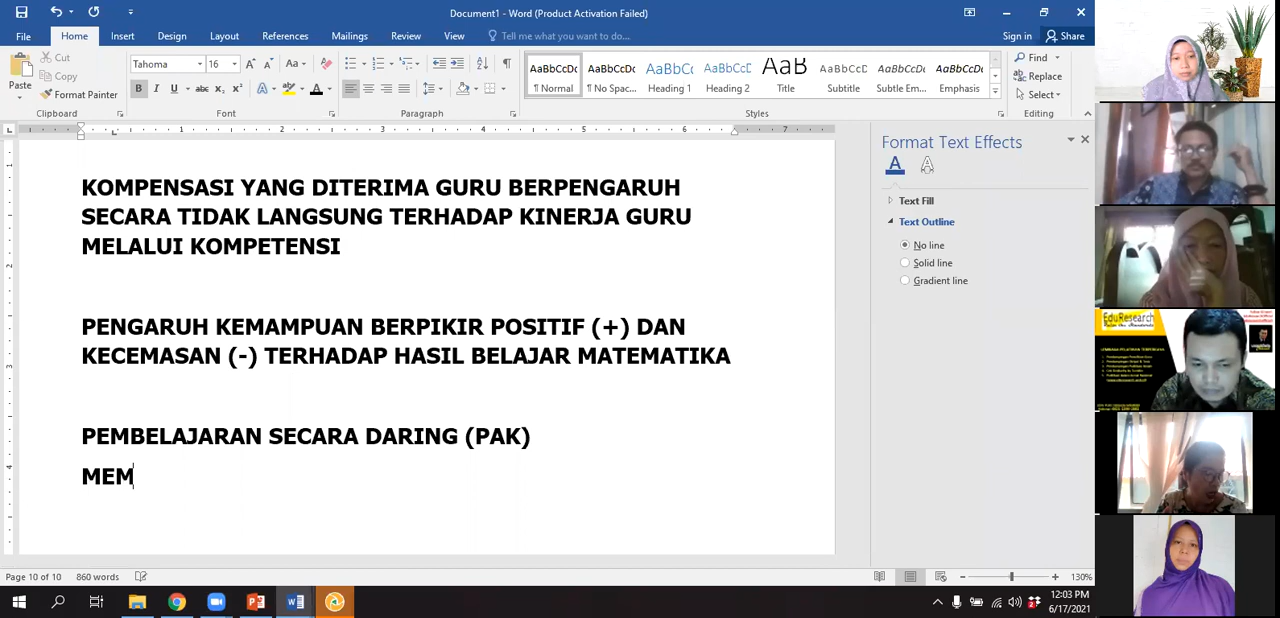 Document1 - Word (Product Activation Failed)
File Home Insert Design Layout References Mailings Review View Tell me what you want to do... Sign in Share
Paste Cut Copy Format Painter
Tahoma 16
AaBbCcDc AaBbCcDc AaBbCc AaBbCcD AaB AaBbCcD AaBbCcDc AaBbCcDc
¶ Normal ¶ No Spac... Heading 1 Heading 2 Title Subtitle Subtle Em... Emphasis
Find Replace Select
Clipboard Font Paragraph Styles Editing
KOMPENSASI YANG DITERIMA GURU BERPENGARUH
SECARA TIDAK LANGSUNG TERHADAP KINERJA GURU
MELALUI KOMPETENSI
PENGARUH KEMAMPUAN BERPIKIR POSITIF (+) DAN
KECEMASAN (-) TERHADAP HASIL BELAJAR MATEMATIKA
PEMBELAJARAN SECARA DARING (PAK)
MEM
Format Text Effects
Text Fill
Text Outline
No line
Solid line
Gradient line
EduResearch
Page 10 of 10 860 words 130%
12:03 PM
6/17/2021